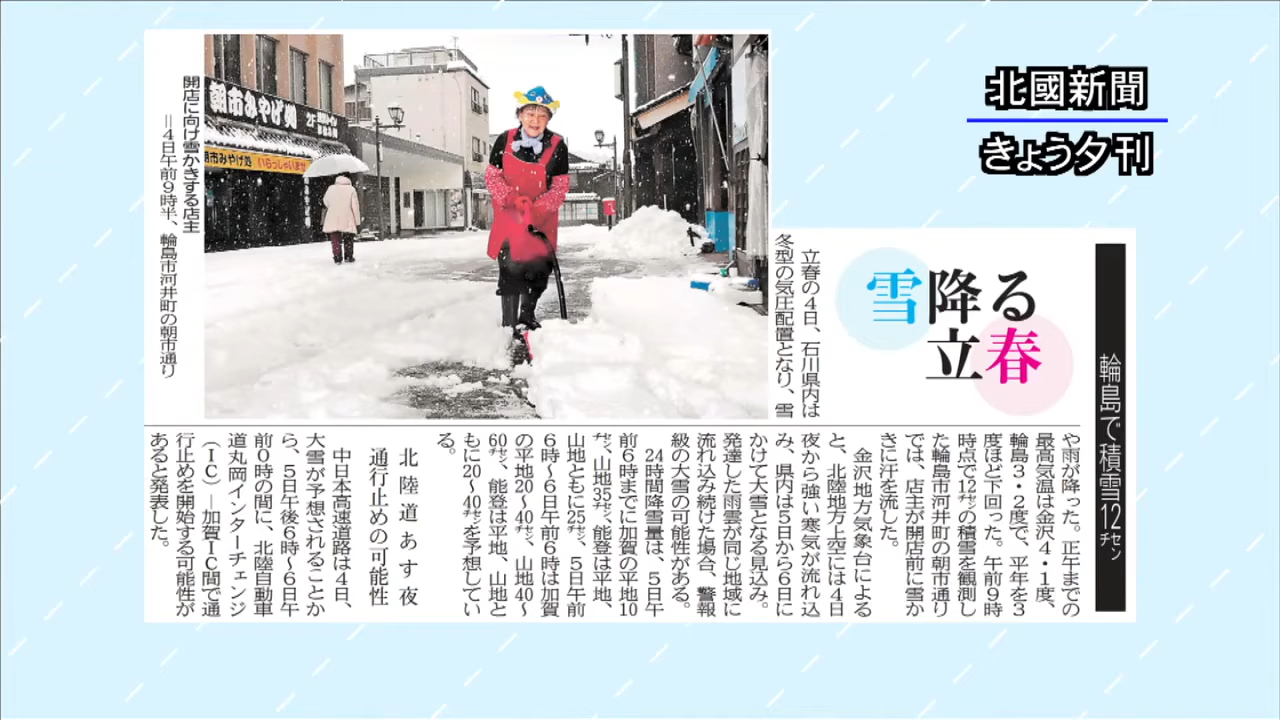 北國新聞
きょう夕刊
輪島で積雪12㌢
雪降る
立春
立春の4日、石川県内は
冬型の気圧配置となり、雪
や雨が降った。正午までの
最高気温は金沢4・1度、
輪島3・2度で、平年を3
度ほど下回った。午前9時
時点で12㌢の積雪を観測し
た輪島市河井町の朝市通り
では、店主が開店前に雪か
きに汗を流した。
金沢地方気象台による
と、北陸地方上空には4日
夜から強い寒気が流れ込
み、県内は5日から6日に
かけて大雪となる見込み。
発達した雨雲が同じ地域に
流れ込み続けた場合、警報
級の大雪の可能性がある。
24時間降雪量は、5日午
前6時までに加賀の平地10
㌢、山地35㌢、能登は平地、
山地ともに25㌢、5日午前
6時〜6日午前6時は加賀
の平地20〜40㌢、山地40〜
60㌢、能登は平地、山地と
もに20〜40㌢を予想してい
る。
北陸道あす夜
通行止めの可能性
中日本高速道路は4日、
大雪が予想されることか
ら、5日午後6時〜6日午
前0時の間に、北陸自動車
道丸岡インターチェンジ
(IC)―加賀IC間で通
行止めを開始する可能性が
あると発表した。
開店に向け雪かきする店主
=4日午前9時半、輪島市河井町の朝市通り
朝市みやげ処
2F
朝市みやげ処 いらっしゃいませ